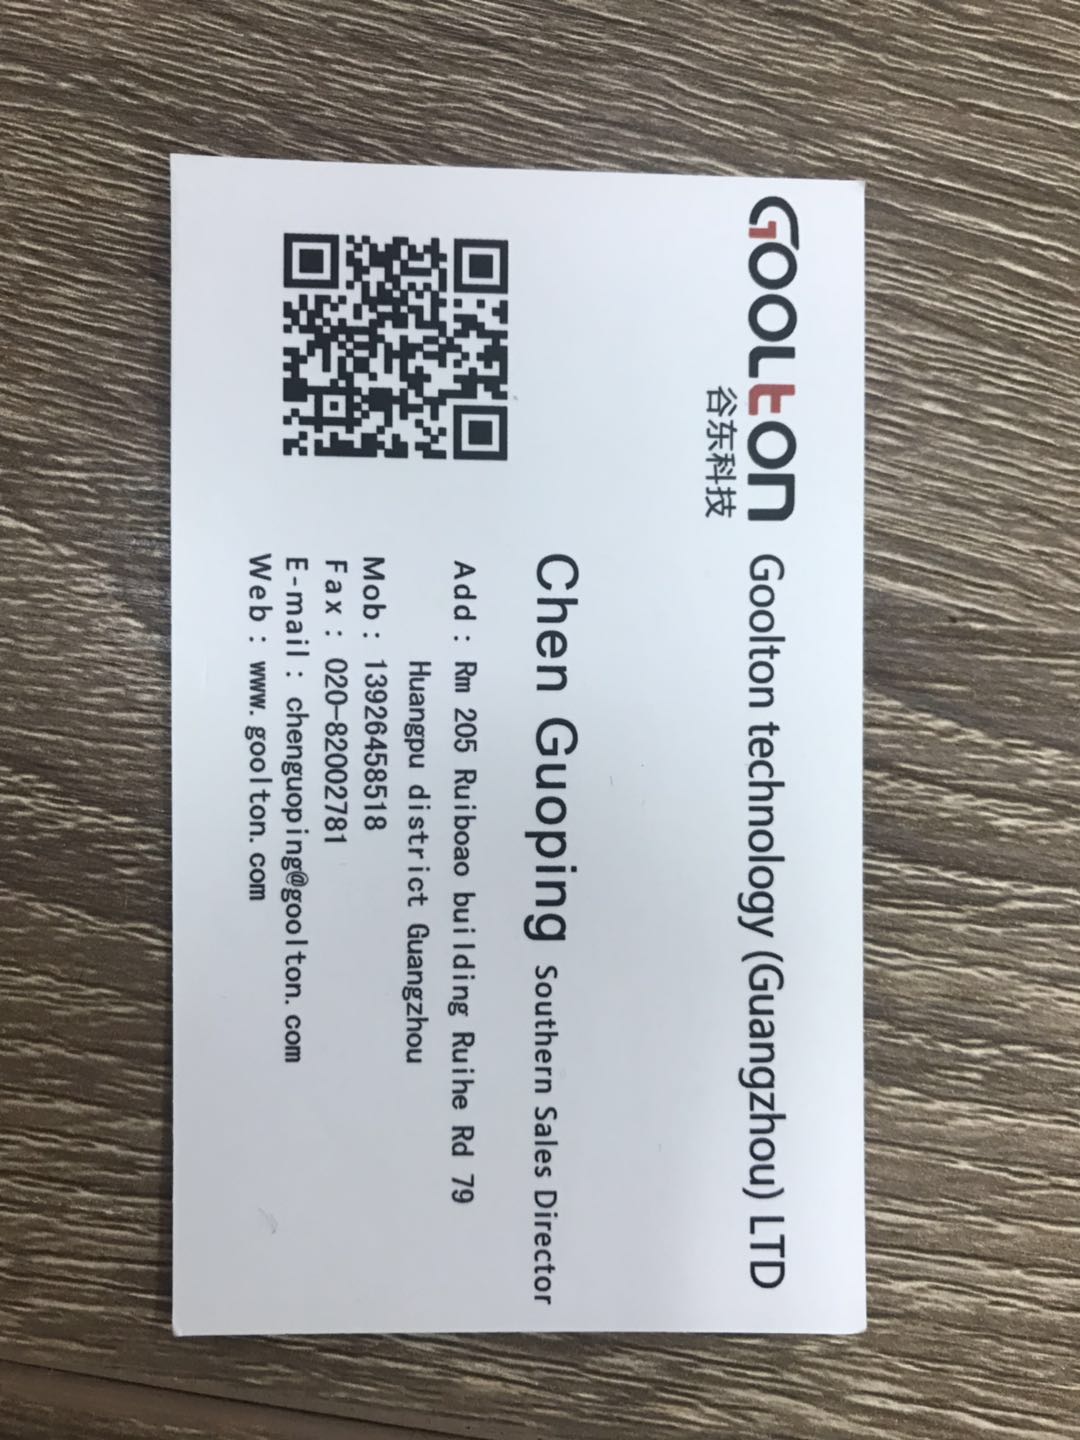 GOOLTON
谷东科技
Goolton technology (Guangzhou) LTD
Chen Guoping Southern Sales Director
Add : Rm 205 Ruiboao building Ruihe Rd 79
Huangpu district Guangzhou
Mob : 13926458518
Fax : 020-82002781
E-mail : chenguoping@goolton.com
Web : www.goolton.com